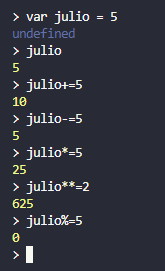 > var julio = 5
undefined
> julio
5
> julio+=5
10
> julio-=5
5
> julio*=5
25
> julio**=2
625
> julio%=5
0
>